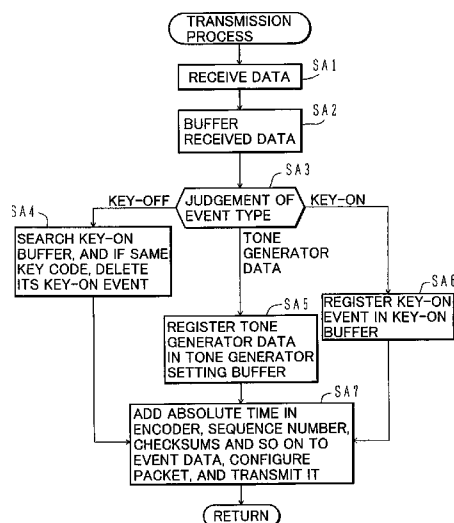 TRANSMISSION
PROCESS
SA1
RECEIVE DATA
SA2
BUFFER
RECEIVED DATA
SA3
JUDGEMENT OF
EVENT TYPE
KEY-OFF
KEY-ON
SA4
SEARCH KEY-ON
BUFFER, AND IF SAME
KEY CODE, DELETE
ITS KEY-ON EVENT
TONE
GENERATOR
DATA
SA6
REGISTER KEY-ON
EVENT IN KEY-ON
BUFFER
SA5
REGISTER TONE
GENERATOR DATA
IN TONE GENERATOR
SETTING BUFFER
SA7
ADD ABSOLUTE TIME IN
ENCODER, SEQUENCE NUMBER,
CHECKSUMS AND SO ON TO
EVENT DATA, CONFIGURE
PACKET, AND TRANSMIT IT
RETURN